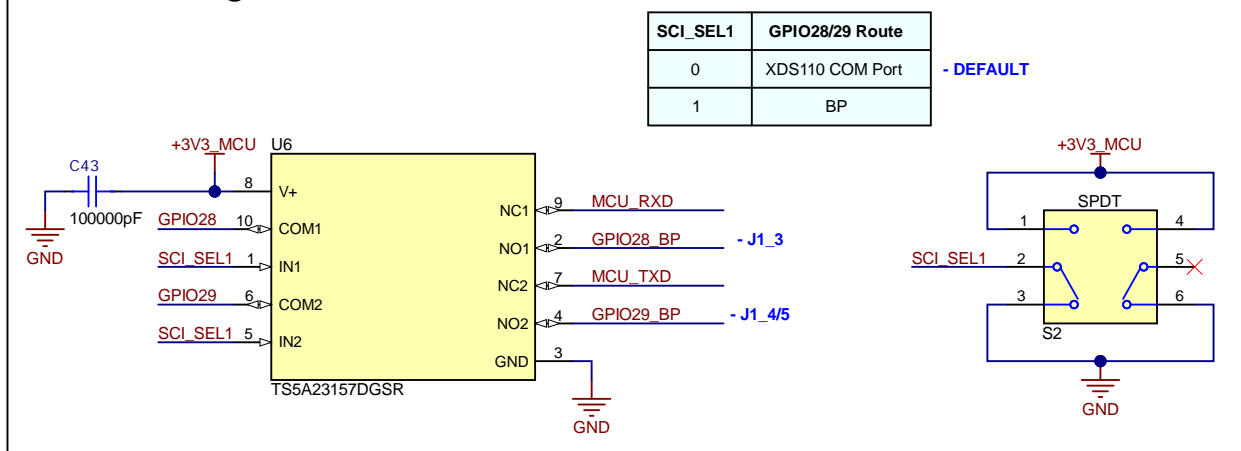 SCI_SEL1 GPIO28/29 Route
0 XDS110 COM Port - DEFAULT
1 BP
+3V3_MCU U6
C43
100000pF
GND
8 V+
GPIO28 10 COM1
SCI_SEL1 1 IN1
GPIO29 6 COM2
SCI_SEL1 5 IN2
NC1 9 MCU_RXD
NO1 2 GPIO28_BP - J1_3
NC2 7 MCU_TXD
NO2 4 GPIO29_BP - J1_4/5
GND 3
GND
TS5A23157DGSR
+3V3_MCU
SPDT
1 4
SCI_SEL1 2 5
3 6
S2
GND